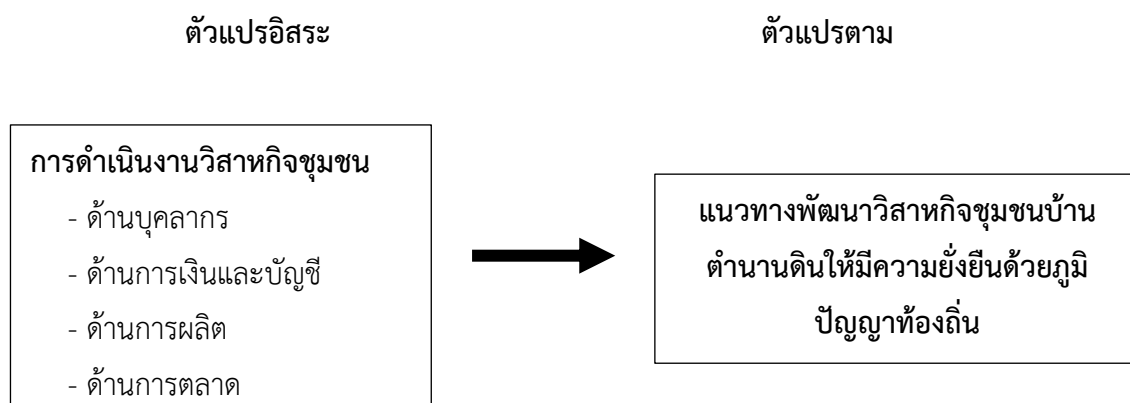 ตัวแปรอิสระ
ตัวแปรตาม
การดำเนินงานวิสาหกิจชุมชน
- ด้านบุคลากร
- ด้านการเงินและบัญชี
- ด้านการผลิต
- ด้านการตลาด
แนวทางพัฒนาวิสาหกิจชุมชนบ้าน
ตำนานดินให้มีความยั่งยืนด้วยภูมิ
ปัญญาท้องถิ่น